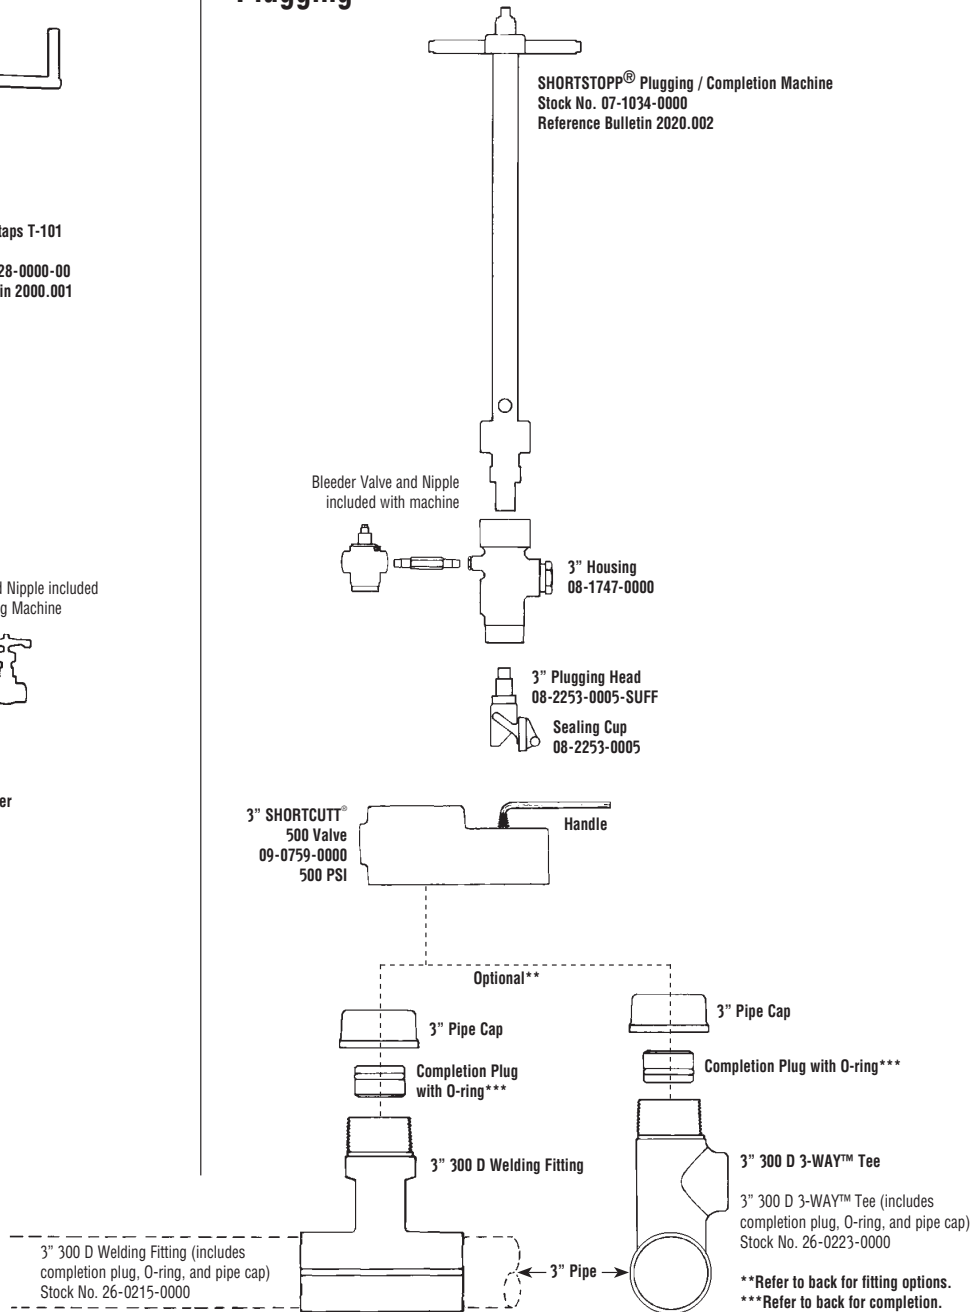 Plugging
SHORTSTOPP® Plugging / Completion Machine
Stock No. 07-1034-0000
Reference Bulletin 2020.002
taps T-101
28-0000-00
in 2000.001
Bleeder Valve and Nipple
included with machine
3” Housing
08-1747-0000
d Nipple included
g Machine
3” Plugging Head
08-2253-0005-SUFF
Sealing Cup
08-2253-0005
er
3” SHORTCUTT®
500 Valve
09-0759-0000
500 PSI
Handle
Optional**
3” Pipe Cap
3” Pipe Cap
Completion Plug
with O-ring***
Completion Plug with O-ring***
3” 300 D Welding Fitting
3” 300 D 3-WAY™ Tee
3” 300 D 3-WAY™ Tee (includes
completion plug, O-ring, and pipe cap)
Stock No. 26-0223-0000
3” 300 D Welding Fitting (includes
completion plug, O-ring, and pipe cap)
Stock No. 26-0215-0000
3” Pipe
**Refer to back for fitting options.
***Refer to back for completion.